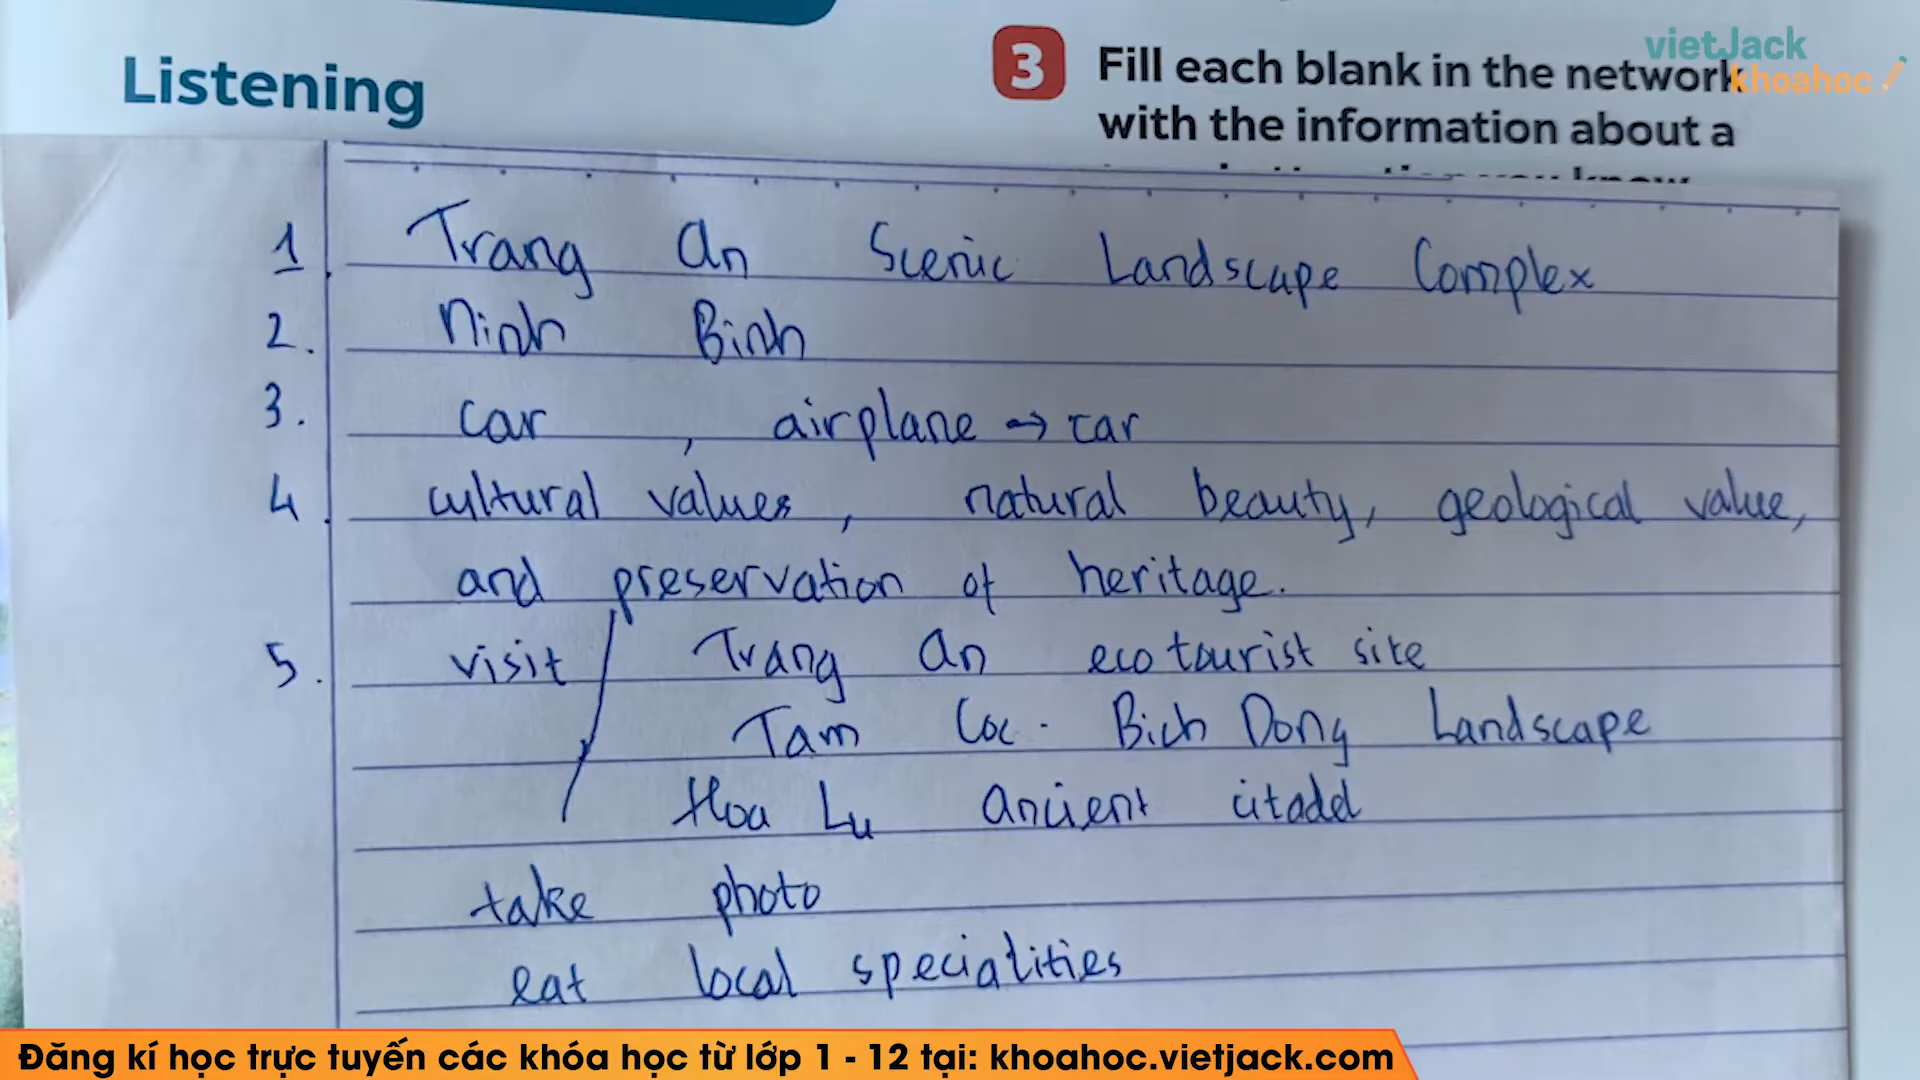 Listening
3 Fill each blank in the network
with the information about a
vietJack
khoahoc
1. Trang An Scenic Landscape Complex
2. Ninh Binh
3. car, airplane → car
4. cultural values, natural beauty, geological value,
and preservation of heritage.
5. visit / Trang An ecotourist site
Tam Coc - Bich Dong Landscape
Hoa Lu Ancient citadel
take photo
eat local specialities
Đăng kí học trực tuyến các khóa học từ lớp 1 - 12 tại: khoahoc.vietjack.com